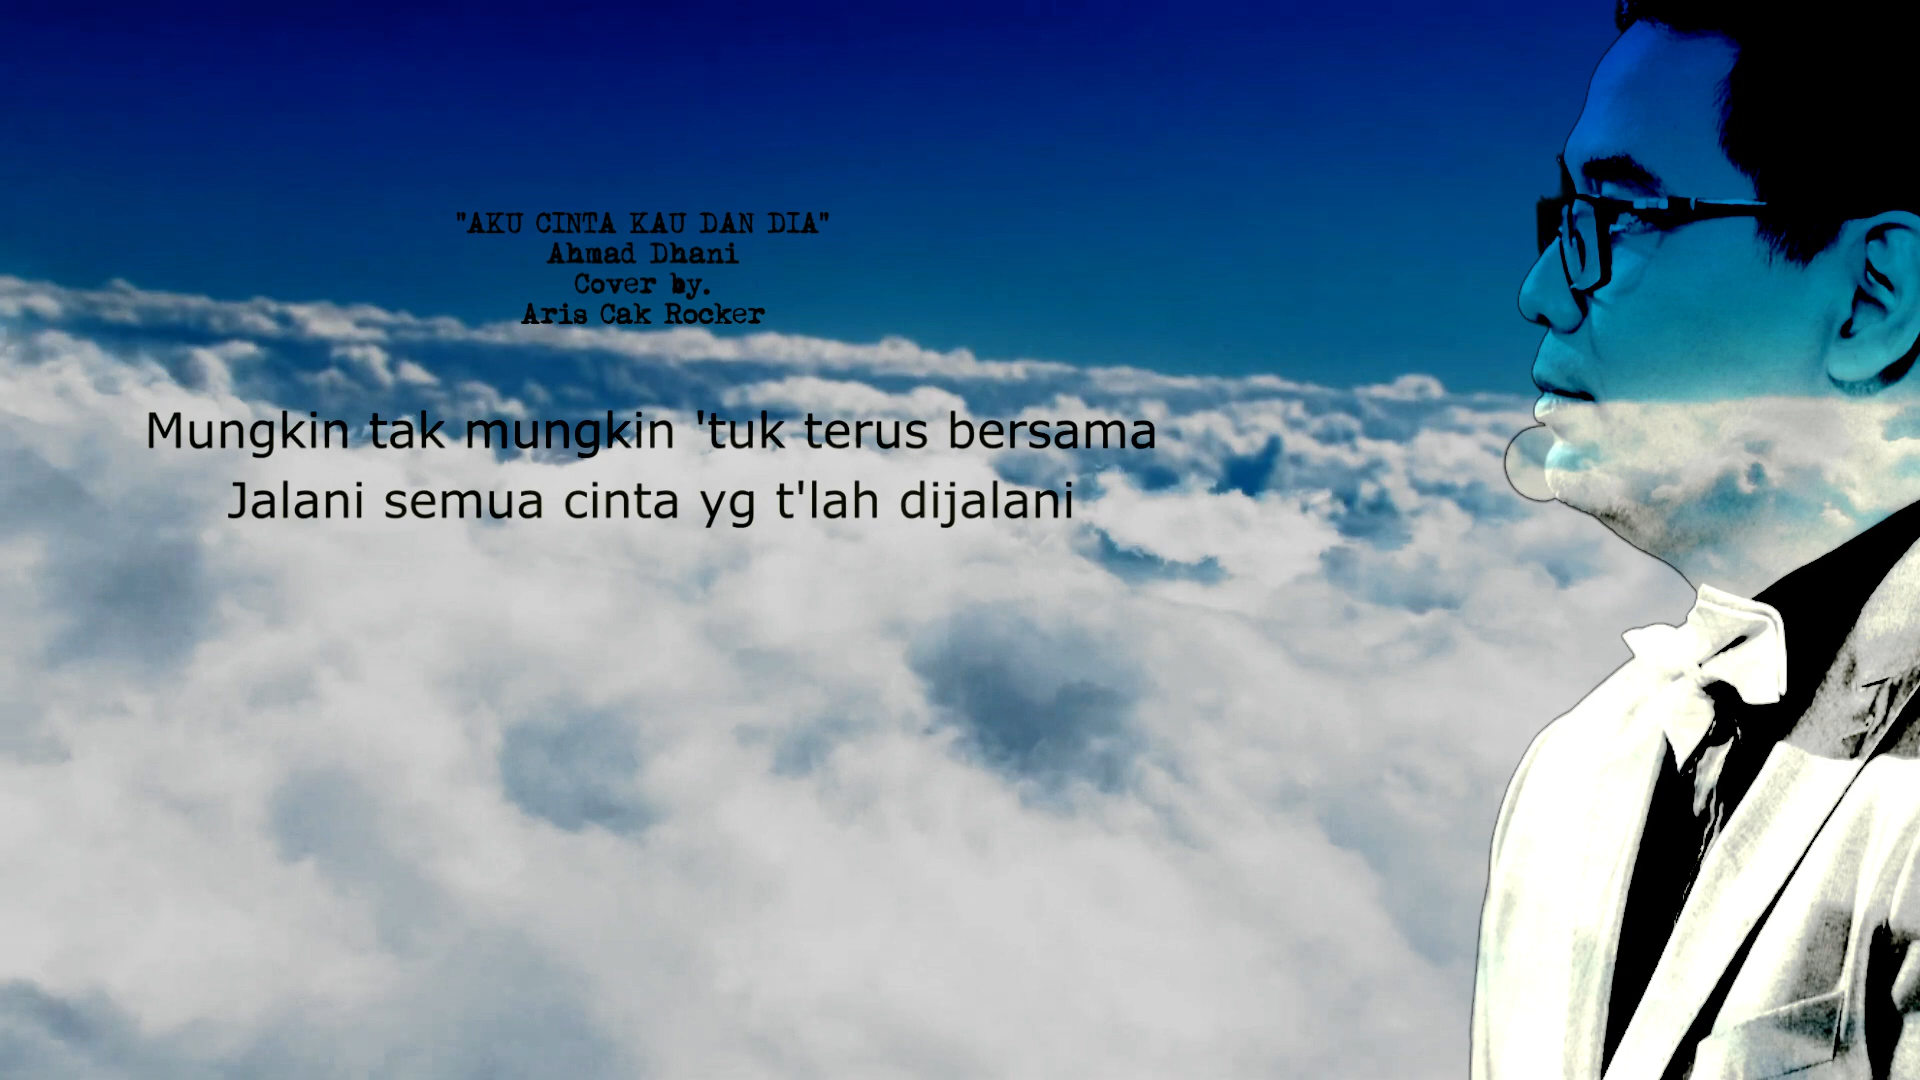 "AKU CINTA KAU DAN DIA"
Ahmad Dhani
Cover by.
Aris Cak Rocker
Mungkin tak mungkin 'tuk terus bersama
Jalani semua cinta yg t'lah dijalani